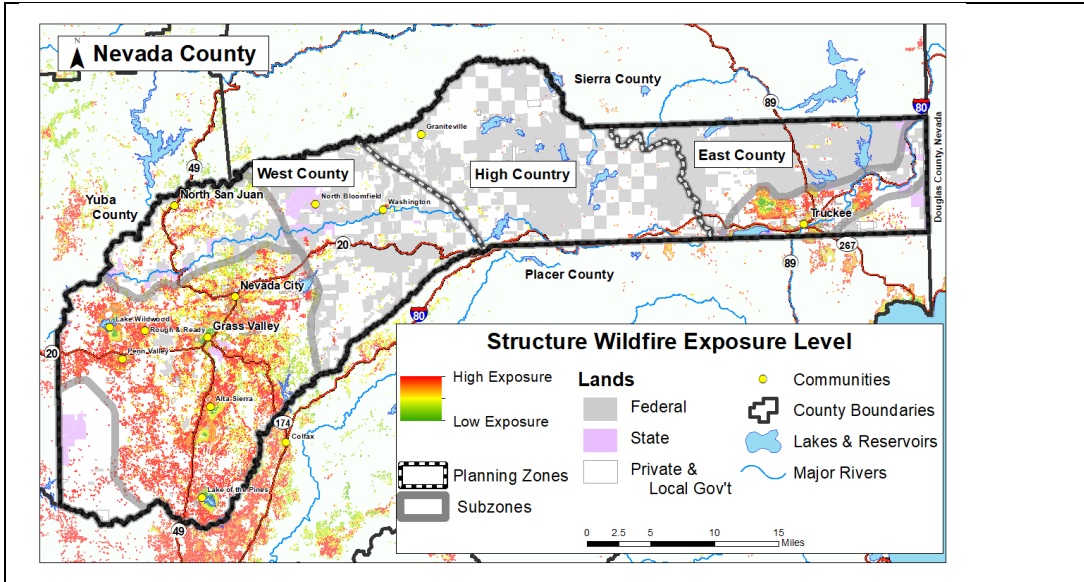 N
Nevada County
Sierra County
89
80
Graniteville
East County
49
West County
High Country
Douglas County, Nevada
North San Juan
North Bloomfield
Washington
Yuba
County
Truckee
20
267
Placer County
89
Nevada City
80
Lake Wildwood
Rough & Ready
Grass Valley
20
Penn Valley
Alta Sierra
174
Colfax
Lake of the Pines
49
Structure Wildfire Exposure Level
High Exposure
Low Exposure
Planning Zones
Subzones
Lands
Federal
State
Private &
Local Gov't
Communities
County Boundaries
Lakes & Reservoirs
Major Rivers
0 2.5 5 10 15
Miles